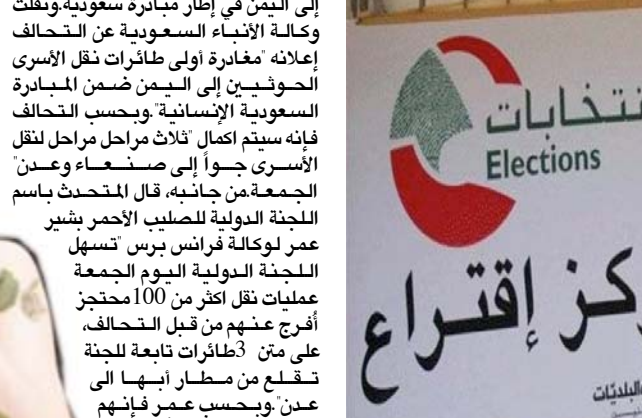 إلى اليمن في إطار مبادرة سعودية.ونقلت
وكالة الأنباء السعودية عن التحالف
إعلانه "مغادرة أولى طائرات نقل الأسرى
الحوثيين إلى اليمن ضمن المبادرة
السعودية الإنسانية".وبحسب التحالف
فإنه سيتم اكمال "ثلاث مراحل مراحل لنقل
الأسرى جواً إلى صنعاء وعدن"
الجمعة.من جانبه، قال المتحدث باسم
اللجنة الدولية للصليب الأحمر بشير
عمر لوكالة فرانس برس "تسهل
اللجنة الدولية اليوم الجمعة
عمليات نقل اكثر من 100محتجز
أُفرج عنهم من قبل التحالف،
على متن 3طائرات تابعة للجنة
تقلع من مطار أبها الى
عدن".وبحسب عمر فإنهم
نتخابات
Elections
كز إقتراع
البلديّات